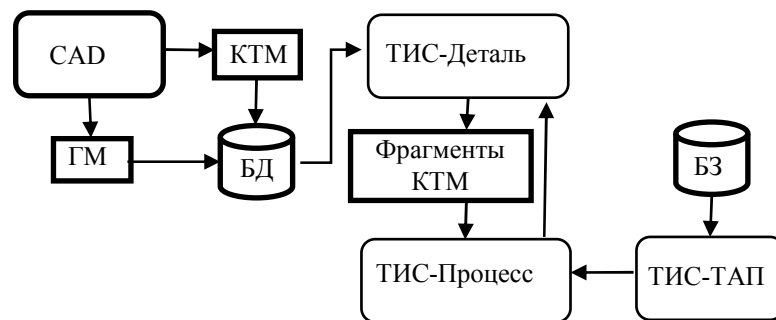 CAD
КТМ
ТИС-Деталь
ГМ
БД
Фрагменты
КТМ
БЗ
ТИС-Процесс
ТИС-ТАП